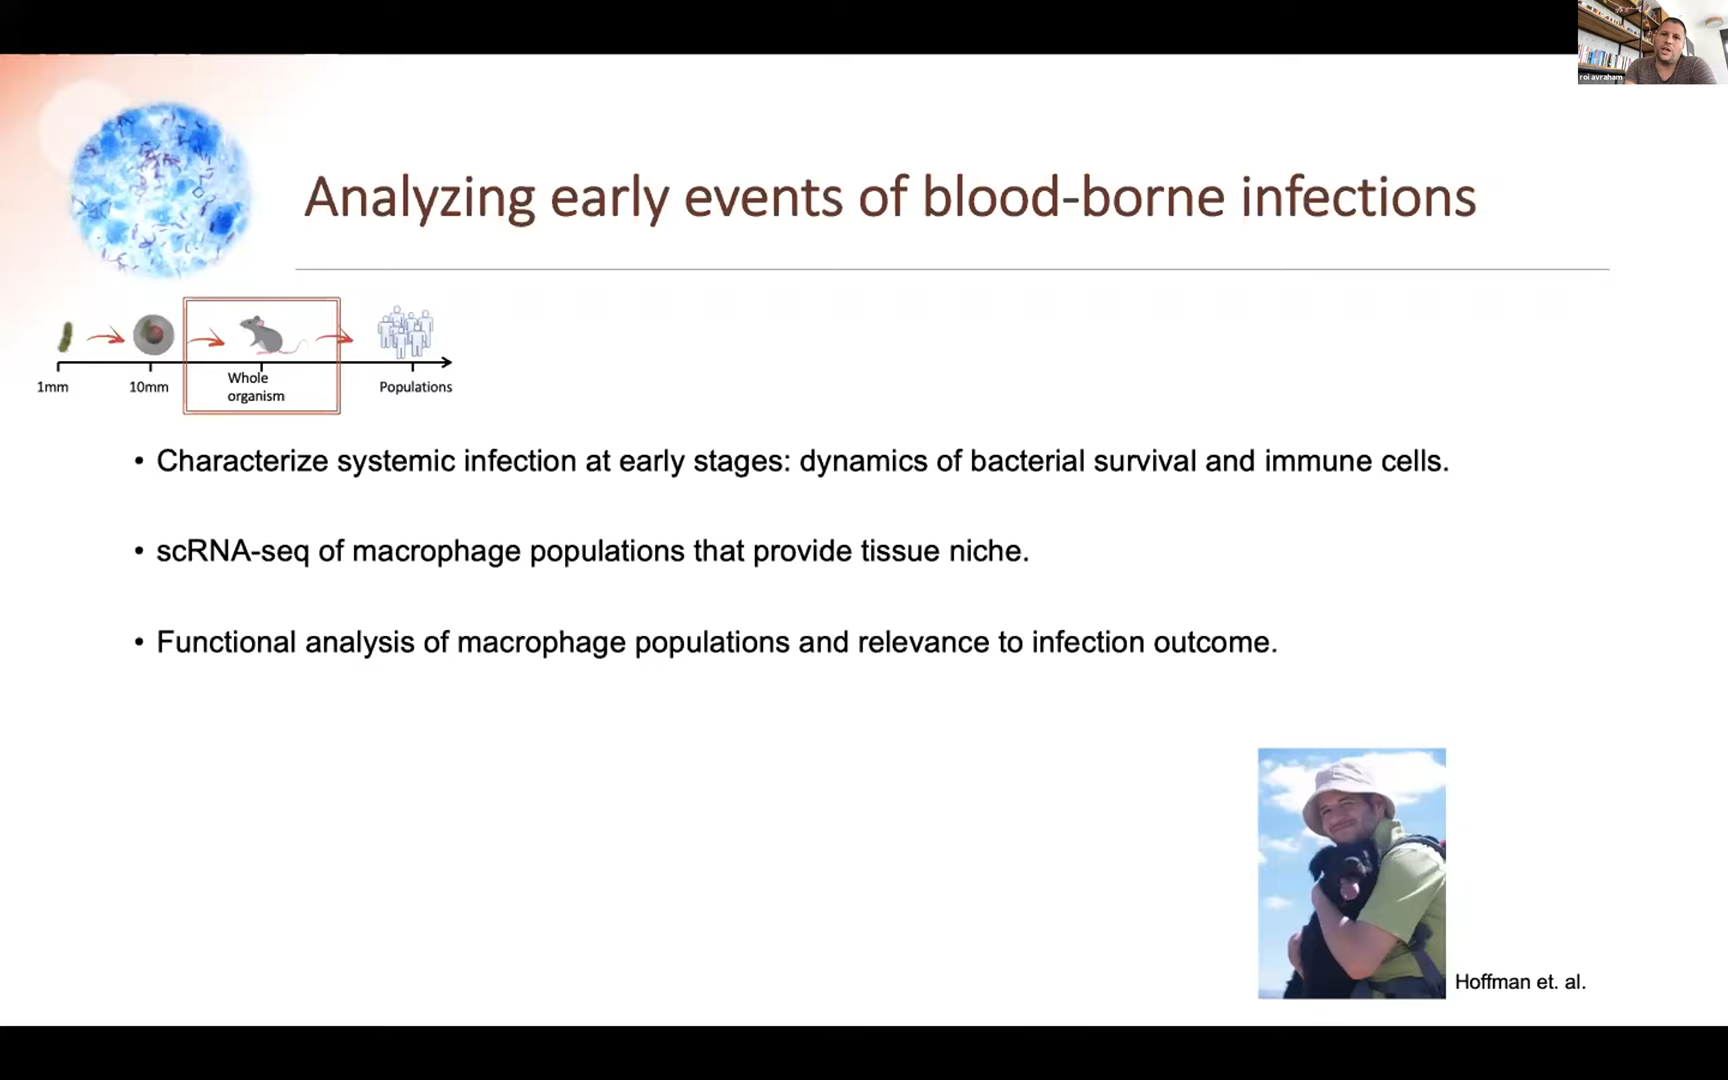 roi avraham
Analyzing early events of blood-borne infections
1mm
10mm
Whole
organism
Populations
• Characterize systemic infection at early stages: dynamics of bacterial survival and immune cells.
• scRNA-seq of macrophage populations that provide tissue niche.
• Functional analysis of macrophage populations and relevance to infection outcome.
Hoffman et. al.